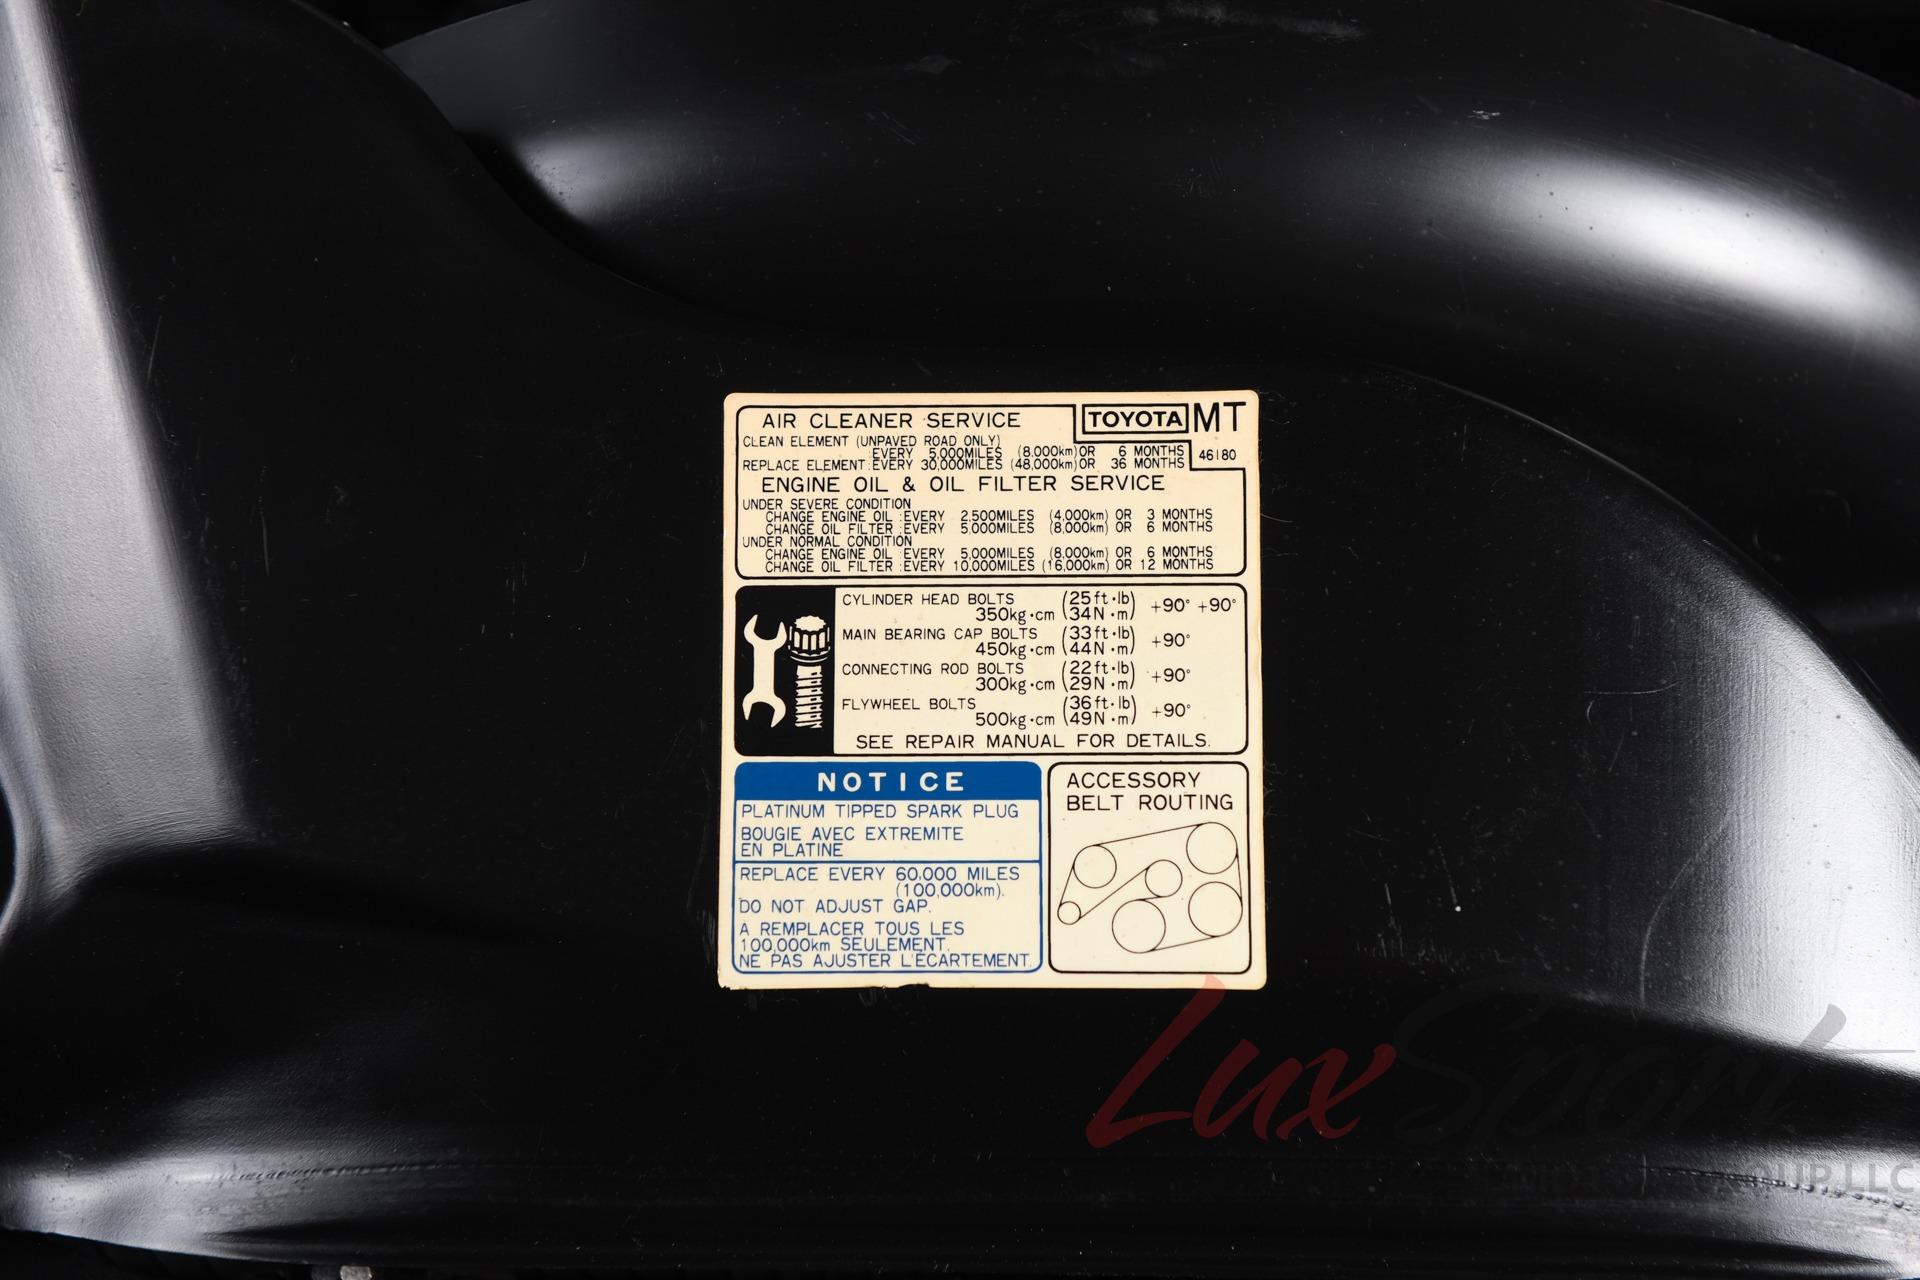 AIR CLEANER SERVICE
TOYOTA MT
CLEAN ELEMENT (UNPAVED ROAD ONLY)
EVERY 5,000MILES (8,000km)OR 6 MONTHS
46180
REPLACE ELEMENT:EVERY 30,000MILES (48,000km)OR 36 MONTHS
ENGINE OIL & OIL FILTER SERVICE
UNDER SEVERE CONDITION
CHANGE ENGINE OIL :EVERY 2,500MILES (4,000km) OR 3 MONTHS
CHANGE OIL FILTER :EVERY 5,000MILES (8,000km) OR 6 MONTHS
UNDER NORMAL CONDITION
CHANGE ENGINE OIL :EVERY 5,000MILES (8,000km) OR 6 MONTHS
CHANGE OIL FILTER :EVERY 10,000MILES (16,000km) OR 12 MONTHS
CYLINDER HEAD BOLTS
350kg·cm (25ft·lb 34N·m) +90° +90°
MAIN BEARING CAP BOLTS
450kg·cm (33ft·lb 44N·m) +90°
CONNECTING ROD BOLTS
300kg·cm (22ft·lb 29N·m) +90°
FLYWHEEL BOLTS
500kg·cm (36ft·lb 49N·m) +90°
SEE REPAIR MANUAL FOR DETAILS.
NOTICE
PLATINUM TIPPED SPARK PLUG
BOUGIE AVEC EXTREMITE
EN PLATINE
REPLACE EVERY 60,000 MILES
(100,000km).
DO NOT ADJUST GAP.
A REMPLACER TOUS LES
100,000km SEULEMENT.
NE PAS AJUSTER L'ÉCARTEMENT.
ACCESSORY
BELT ROUTING
LuxSport
GROUP, LLC